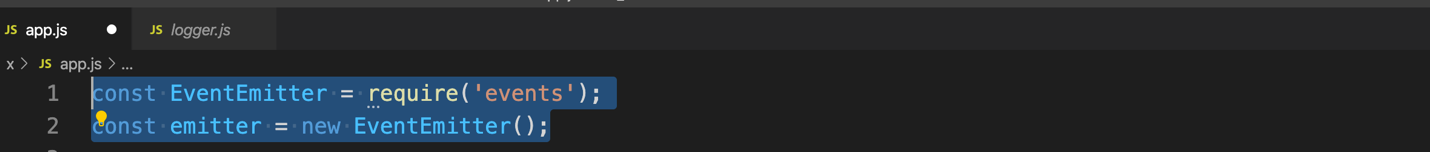 JS app.js
JS logger.js
x > JS app.js > ...
1 const EventEmitter = require('events');
2 const emitter = new EventEmitter();